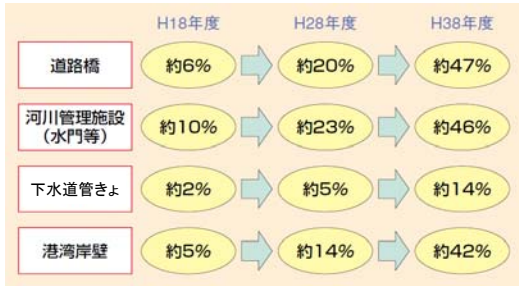 H18年度 H28年度 H38年度
道路橋 約6% 約20% 約47%
河川管理施設
(水門等) 約10% 約23% 約46%
下水道管きょ 約2% 約5% 約14%
港湾岸壁 約5% 約14% 約42%